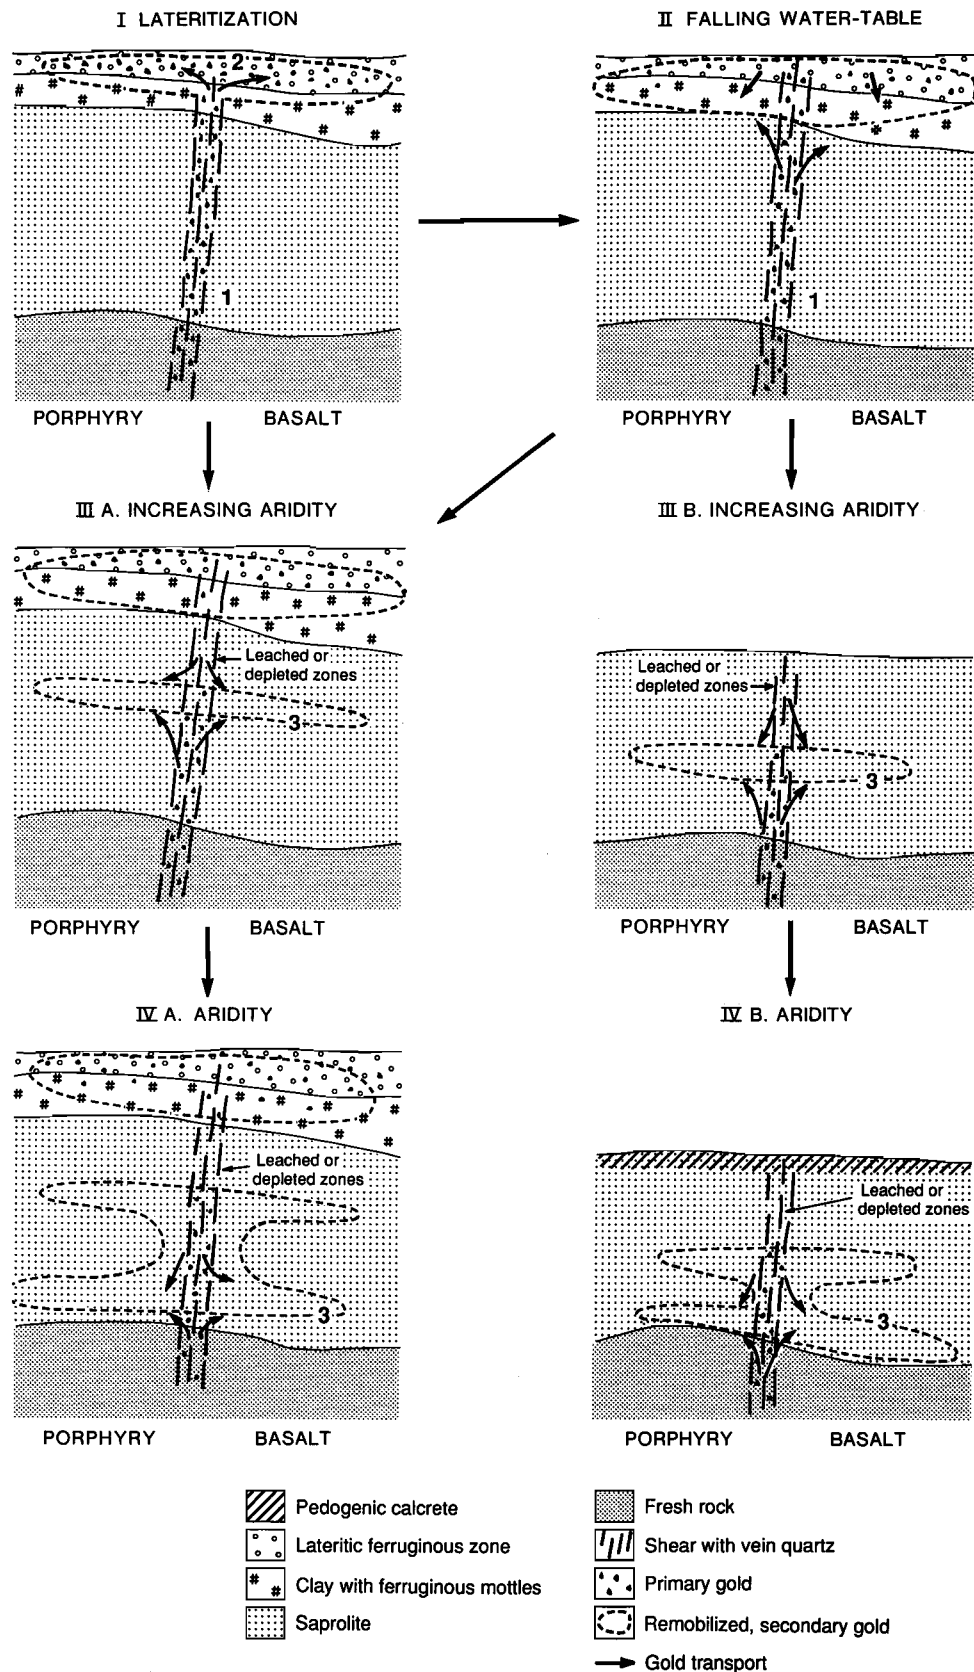 I LATERITIZATION
II FALLING WATER-TABLE
2
1
1
PORPHYRY BASALT
PORPHYRY BASALT
III A. INCREASING ARIDITY
III B. INCREASING ARIDITY
Leached or
depleted zones
3
Leached or
depleted zones
3
PORPHYRY BASALT
PORPHYRY BASALT
IV A. ARIDITY
IV B. ARIDITY
Leached or
depleted zones
3
Leached or
depleted zones
3
PORPHYRY BASALT
PORPHYRY BASALT
Pedogenic calcrete
Lateritic ferruginous zone
Clay with ferruginous mottles
Saprolite
Fresh rock
Shear with vein quartz
Primary gold
Remobilized, secondary gold
Gold transport